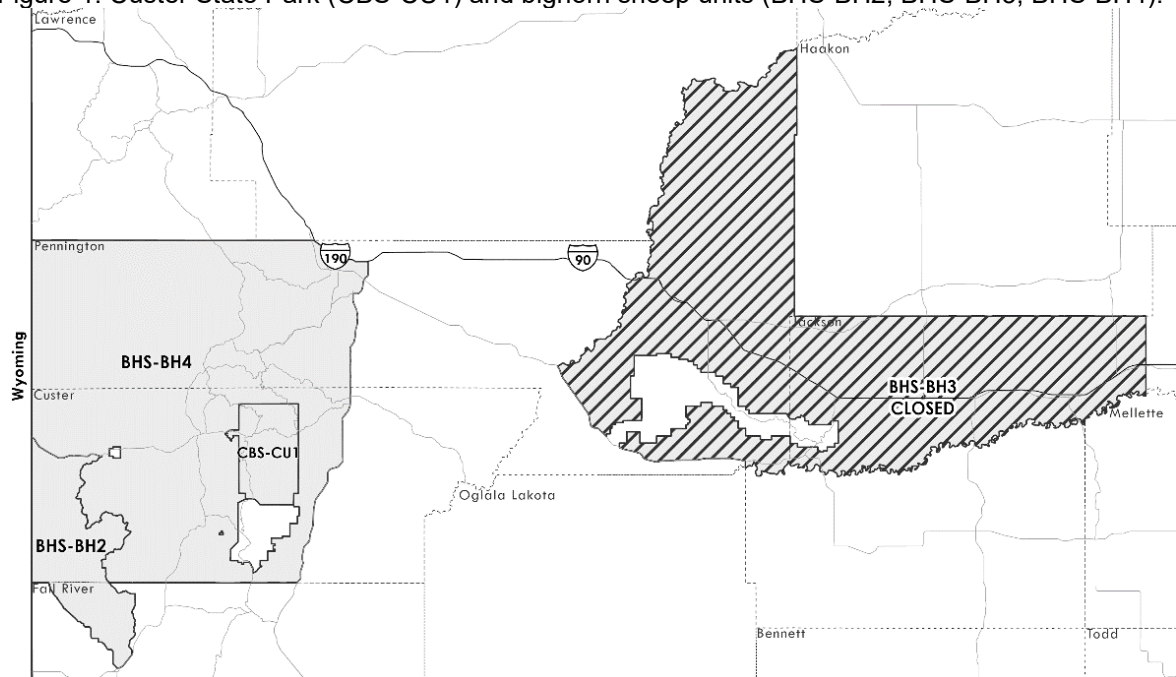 Figure 1. Custer State Park (CBS-CU1) and bighorn sheep units (BHS-BH2, BHS-BH3, BHS-BH4).
Lawrence
Haakon
Pennington
190
90
Jackson
Wyoming
BHS-BH4
BHS-BH3
CLOSED
Custer
Mellette
CBS-CU1
Oglala Lakota
BHS-BH2
Fall River
Bennett
Todd